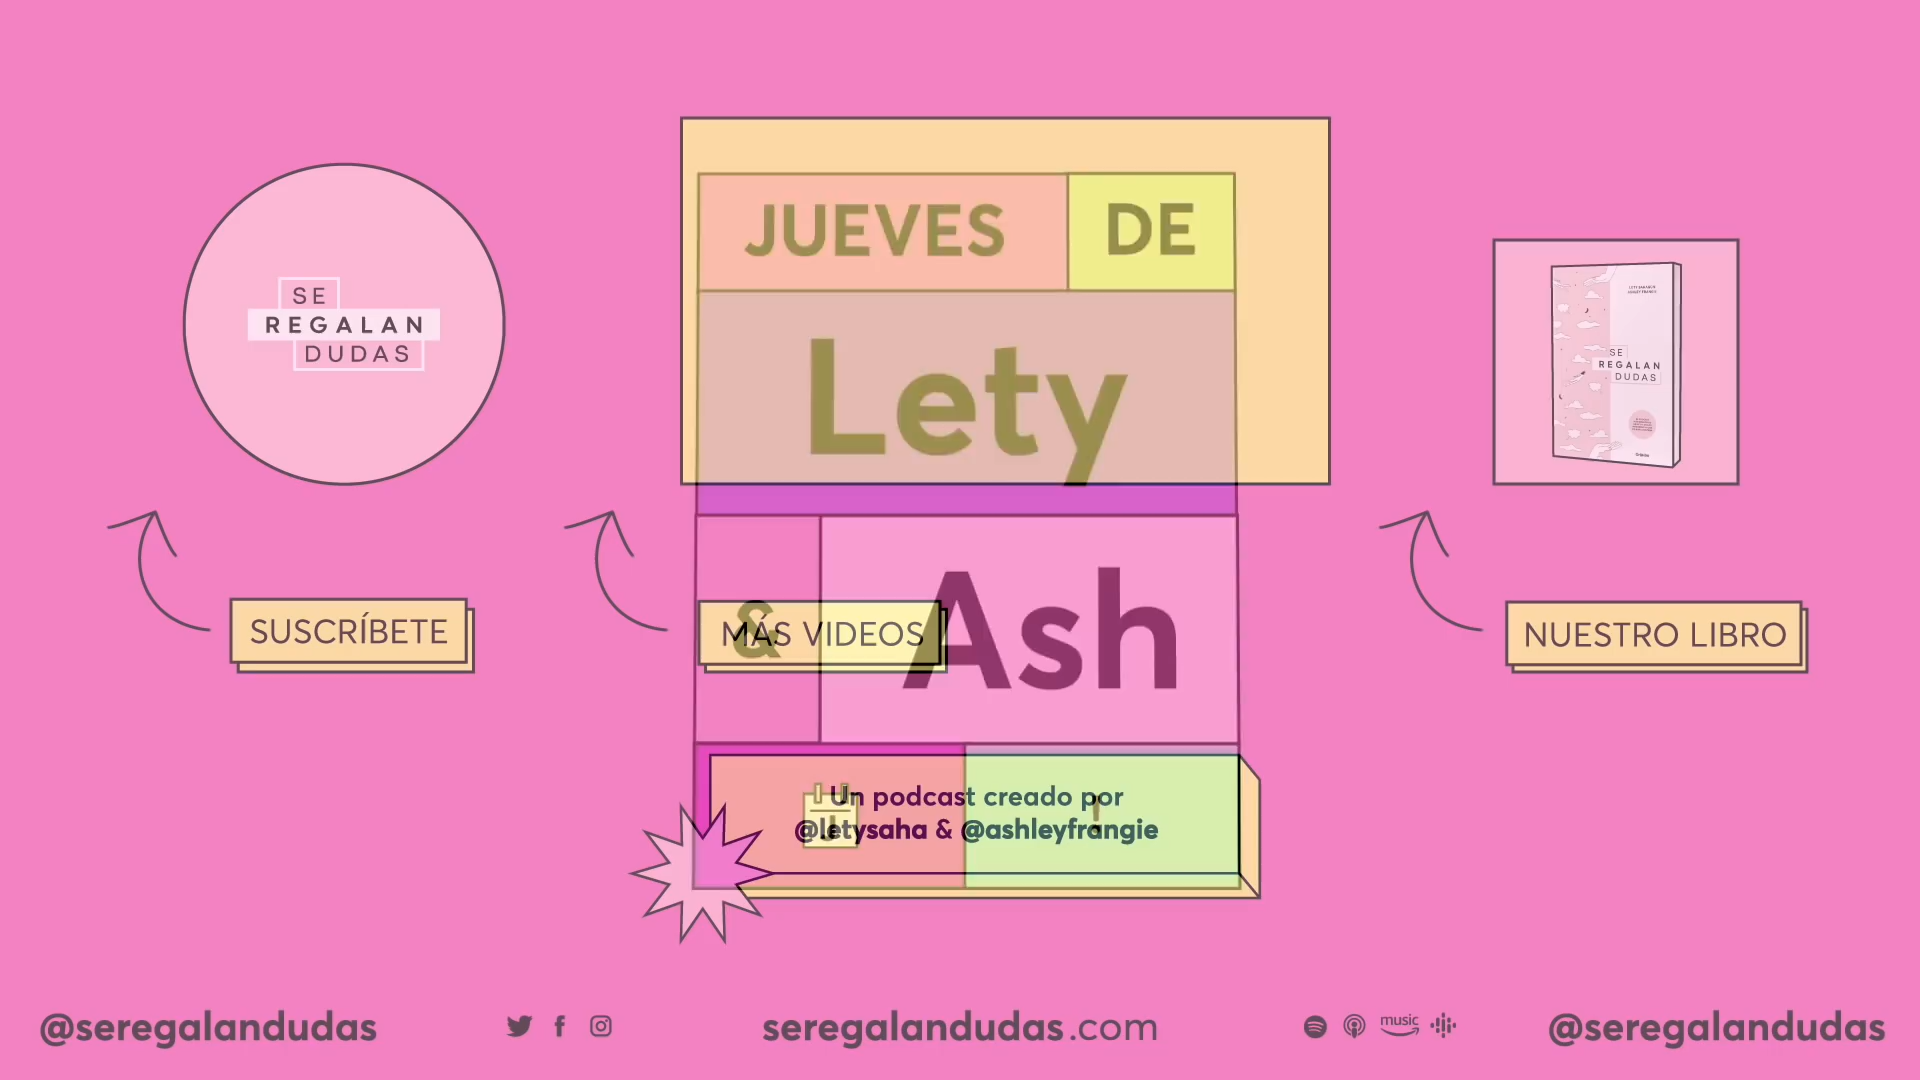 JUEVES DE
Lety
& Ash
SE
REGALAN
DUDAS
SE
REGALAN
DUDAS
SUSCRÍBETE
MÁS VIDEOS
NUESTRO LIBRO
Un podcast creado por
@letysaha & @ashleyfrangie
!
@seregalandudas
seregalandudas.com
music
@seregalandudas